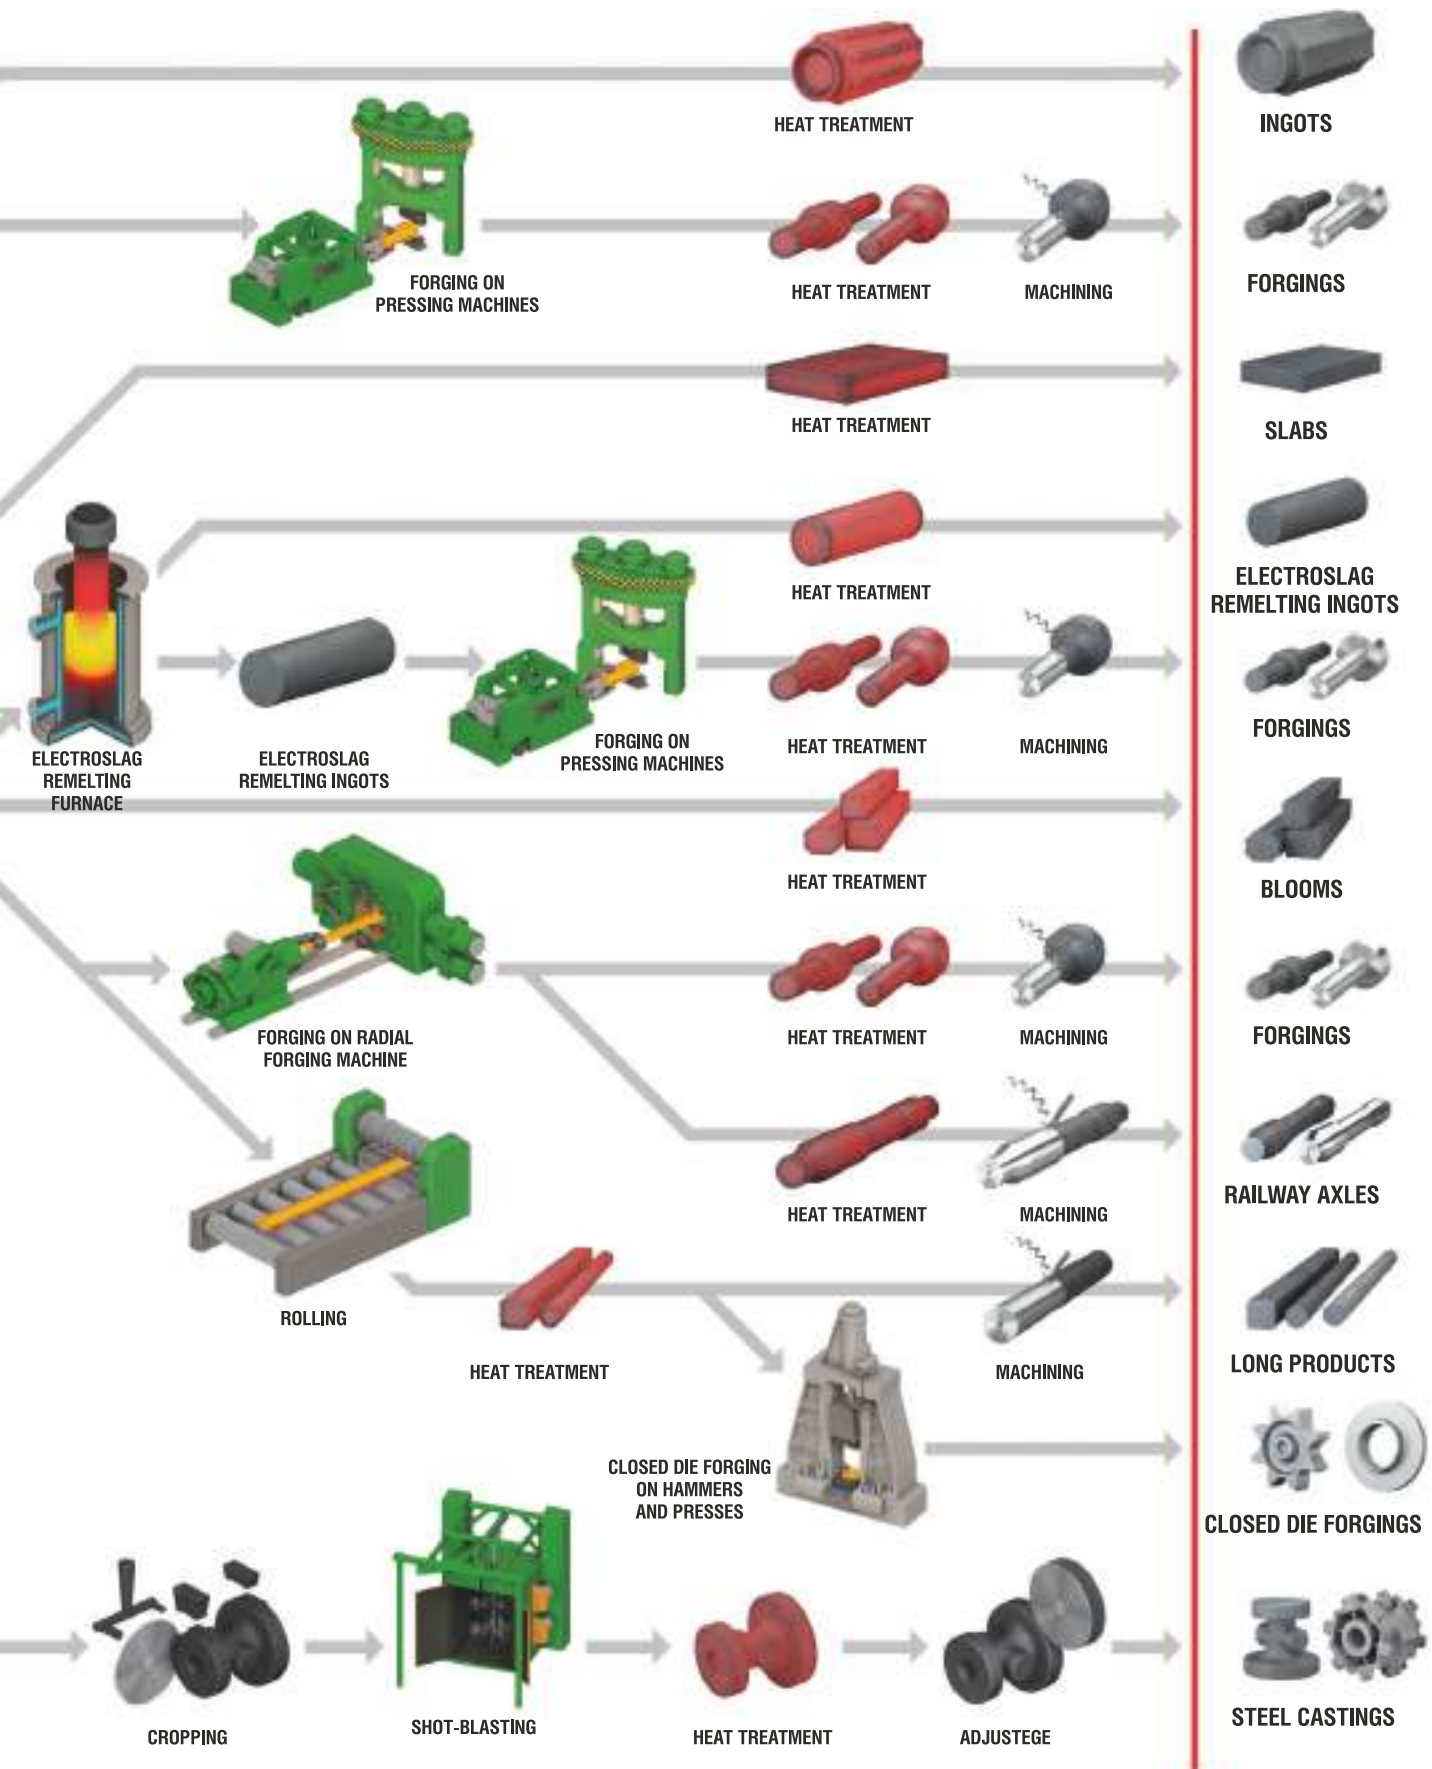 HEAT TREATMENT
INGOTS
FORGING ON
PRESSING MACHINES
HEAT TREATMENT
MACHINING
FORGINGS
HEAT TREATMENT
SLABS
HEAT TREATMENT
ELECTROSLAG
REMELTING INGOTS
ELECTROSLAG
REMELTING
FURNACE
ELECTROSLAG
REMELTING INGOTS
FORGING ON
PRESSING MACHINES
HEAT TREATMENT
MACHINING
FORGINGS
HEAT TREATMENT
BLOOMS
FORGING ON RADIAL
FORGING MACHINE
HEAT TREATMENT
MACHINING
FORGINGS
HEAT TREATMENT
MACHINING
RAILWAY AXLES
ROLLING
HEAT TREATMENT
MACHINING
LONG PRODUCTS
CLOSED DIE FORGING
ON HAMMERS
AND PRESSES
CLOSED DIE FORGINGS
CROPPING
SHOT-BLASTING
HEAT TREATMENT
ADJUSTEGE
STEEL CASTINGS